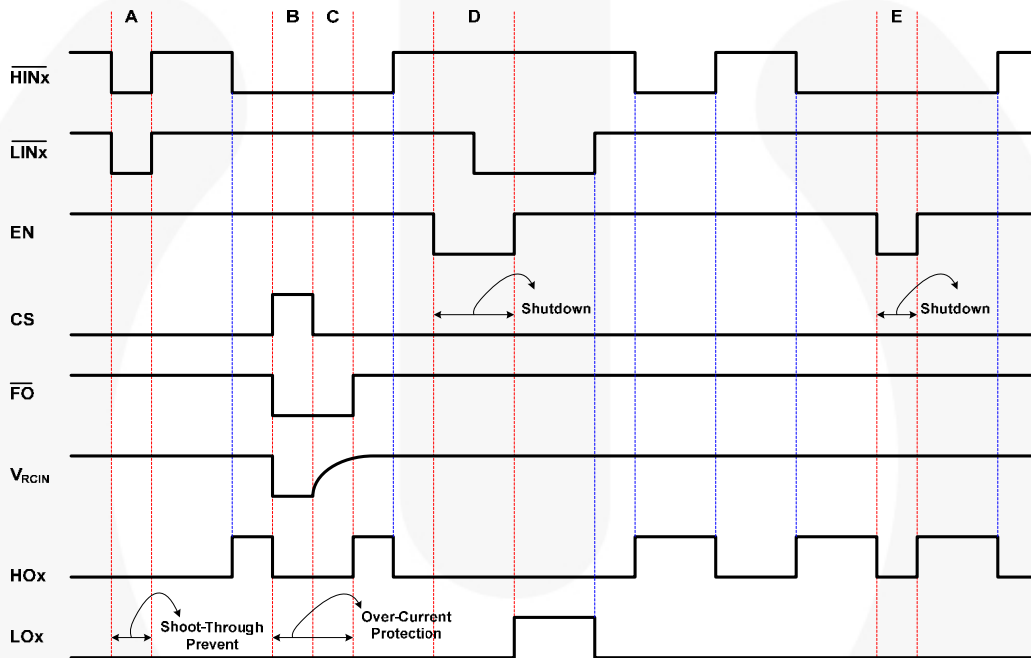 A B C D E
HINx
LINx
EN
Shutdown
Shutdown
CS
FO
VRCIN
HOx
Shoot-Through
Prevent
Over-Current
Protection
LOx